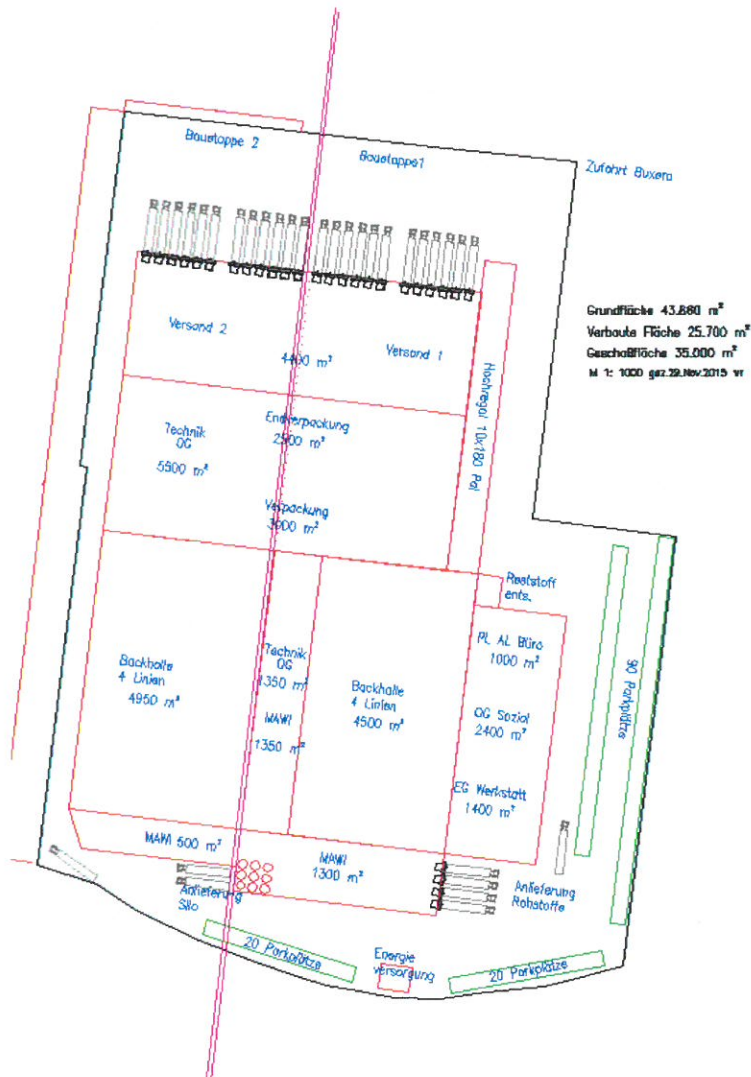 Bauetappe 2
Bauetappe1
Zufahrt Buxera
Grundfläche 43.860 m²
Verbaute Fläche 25.700 m²
Geschoßfläche 35.000 m²
M 1: 1000 gez.29.Nov.2015 vr
Versand 2
Versand 1
4400 m²
Hochregal 10x180 Pal
Technik
OG
5500 m²
Endverpackung
2500 m²
Verpackung
3000 m²
Reststoff
ents.
Backhalle
4 Linien
4950 m²
Technik
OG
1350 m²
MAWI
1350 m²
Backhalle
4 Linien
4500 m²
PL AL Büro
1000 m²
OG Sozial
2400 m²
EG Werkstatt
1400 m²
90 Parkplätze
MAWI 500 m²
MAWI
1300 m²
Anlieferung
Silo
Anlieferung
Rohstoffe
20 Parkplätze
Energie
versorgung
20 Parkplätze